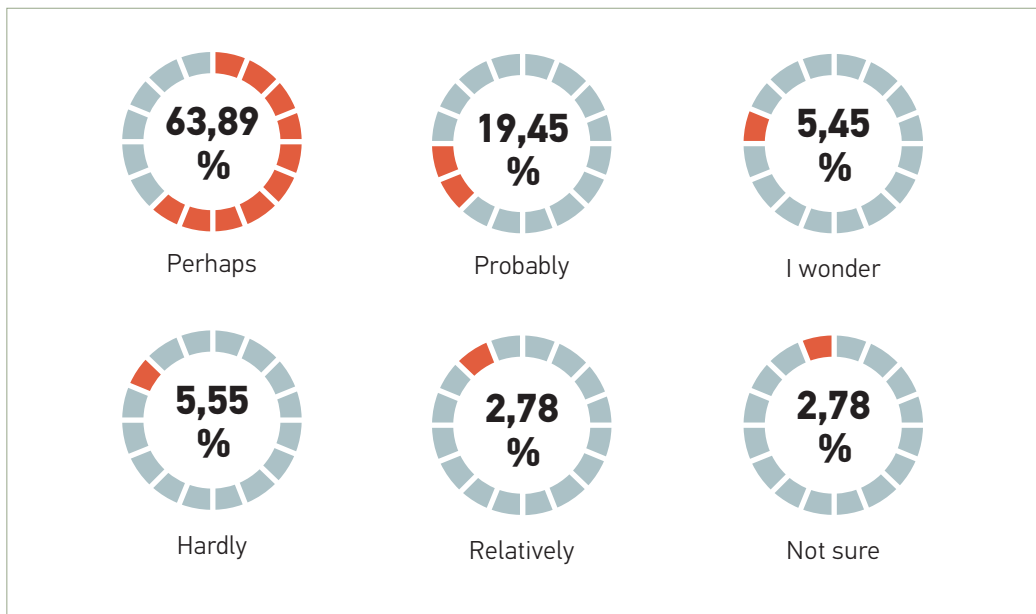 63,89
%
Perhaps
19,45
%
Probably
5,45
%
I wonder
5,55
%
Hardly
2,78
%
Relatively
2,78
%
Not sure